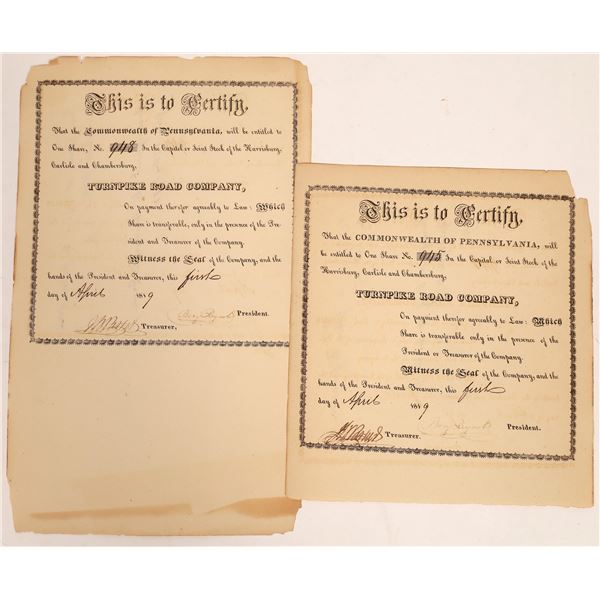 This is to Certify,
That the Commonwealth of Pennsylvania, will be entitled to
One Share, No. 948 In the Capital or Joint Stock of the Harrisburg,
Carlisle and Chambersburg,
TURNPIKE ROAD COMPANY,
On payment therefor agreeably to Law: Which
Share is transferable, only in the presence of the Pre-
sident and Treasurer of the Company.
Witness the Seal of the Company, and the
hands of the President and Treasurer, this first
day of April 1819
President.
Treasurer,
This is to Certify,
That the COMMONWEALTH OF PENNSYLVANIA, will
be entitled to One Share No. 945 In the Capital or Joint Stock of the
Harrisburg, Carlisle and Chambersburg,
TURNPIKE ROAD COMPANY,
On payment therefor agreeably to Law: Which
Share is transferable only in the presence of the
President or Treasurer of the Company.
Witness the Seal of the Company, and the
hands of the President and Treasurer, this first
day of April 1819
President.
Treasurer.